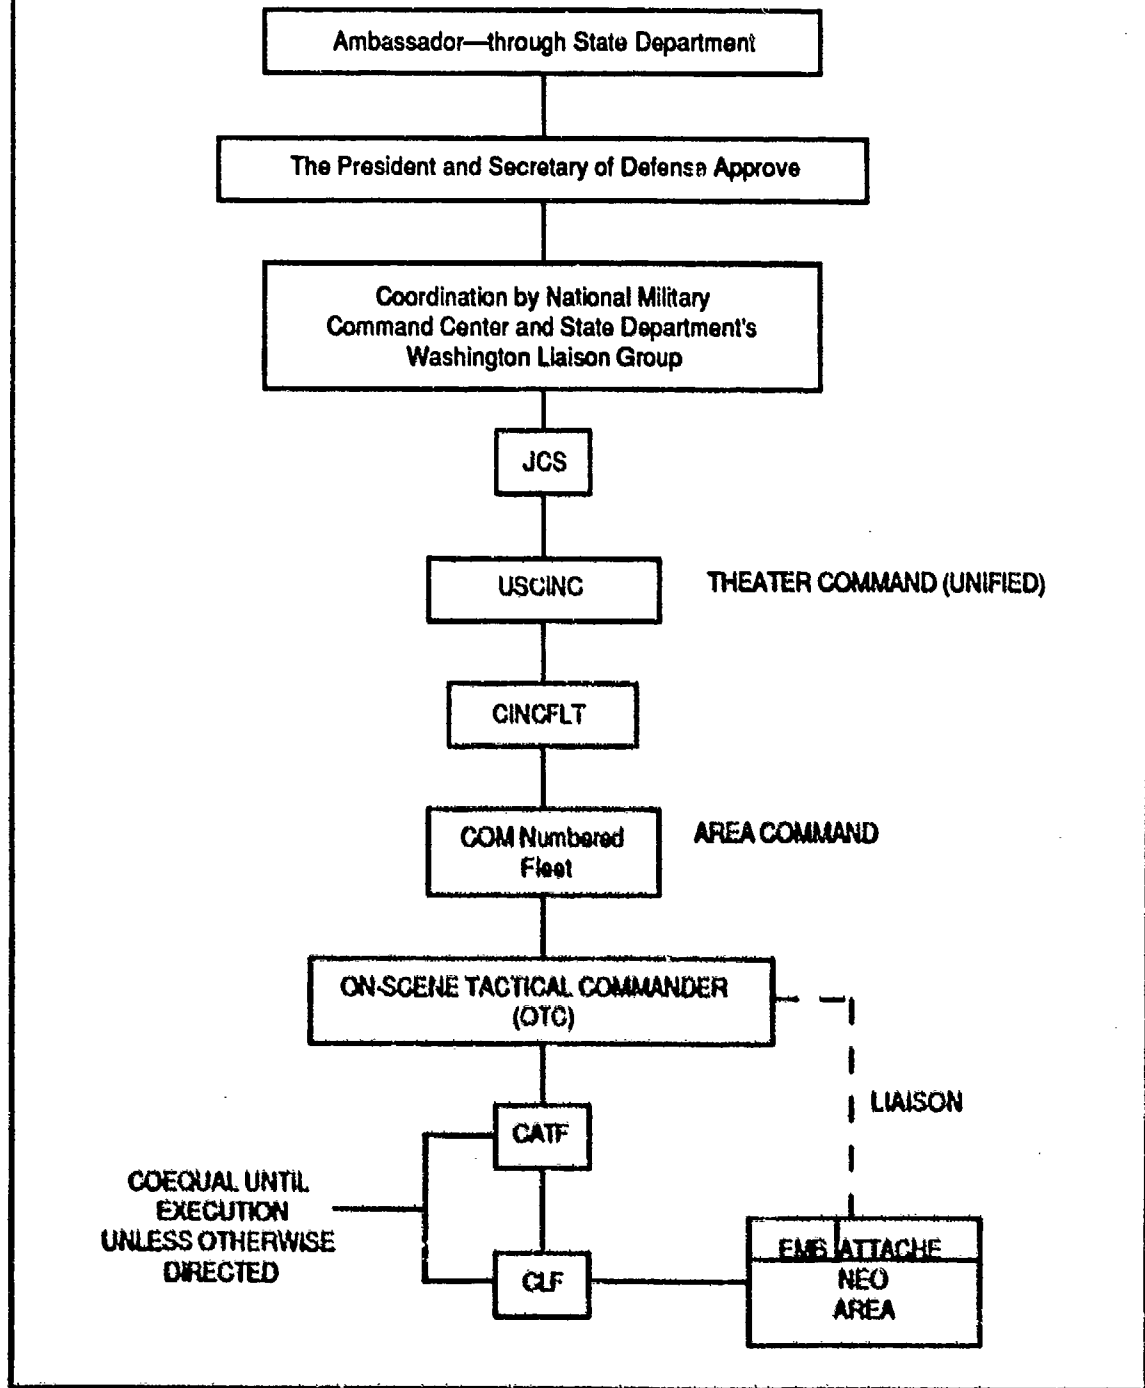 Ambassador—through State Department
The President and Secretary of Defense Approve
Coordination by National Military
Command Center and State Department's
Washington Liaison Group
JCS
USCINC
THEATER COMMAND (UNIFIED)
CINCFLT
COM Numbered
Fleet
AREA COMMAND
ON-SCENE TACTICAL COMMANDER
(OTC)
LIAISON
CATF
COEQUAL UNTIL
EXECUTION
UNLESS OTHERWISE
DIRECTED
CLF
EMB ATTACHE
NEO
AREA